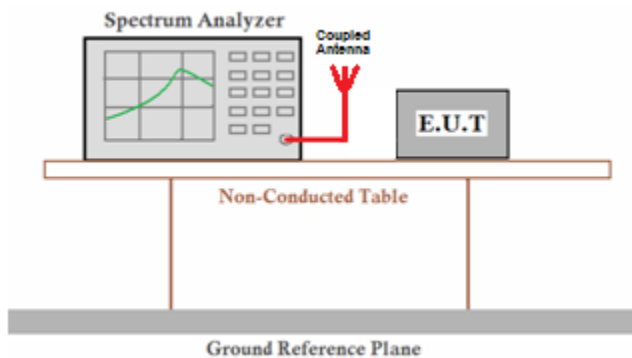 Spectrum Analyzer
Coupled
Antenna
E.U.T
Non-Conducted Table
Ground Reference Plane